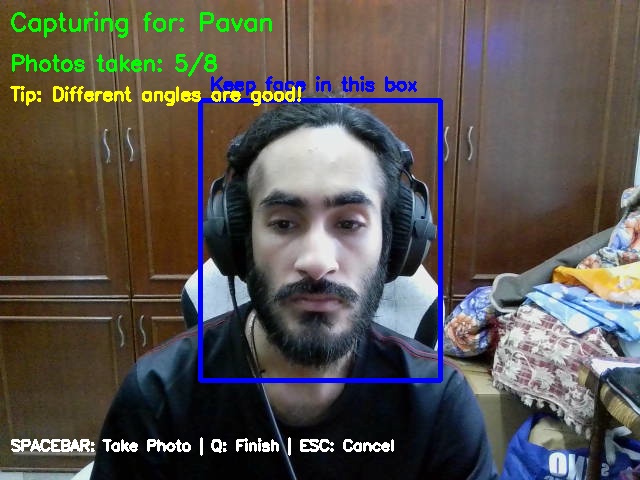 Capturing for: Pavan
Photos taken: 5/8
Keep face in this box
Tip: Different angles are good!
SPACEBAR: Take Photo | Q: Finish | ESC: Cancel